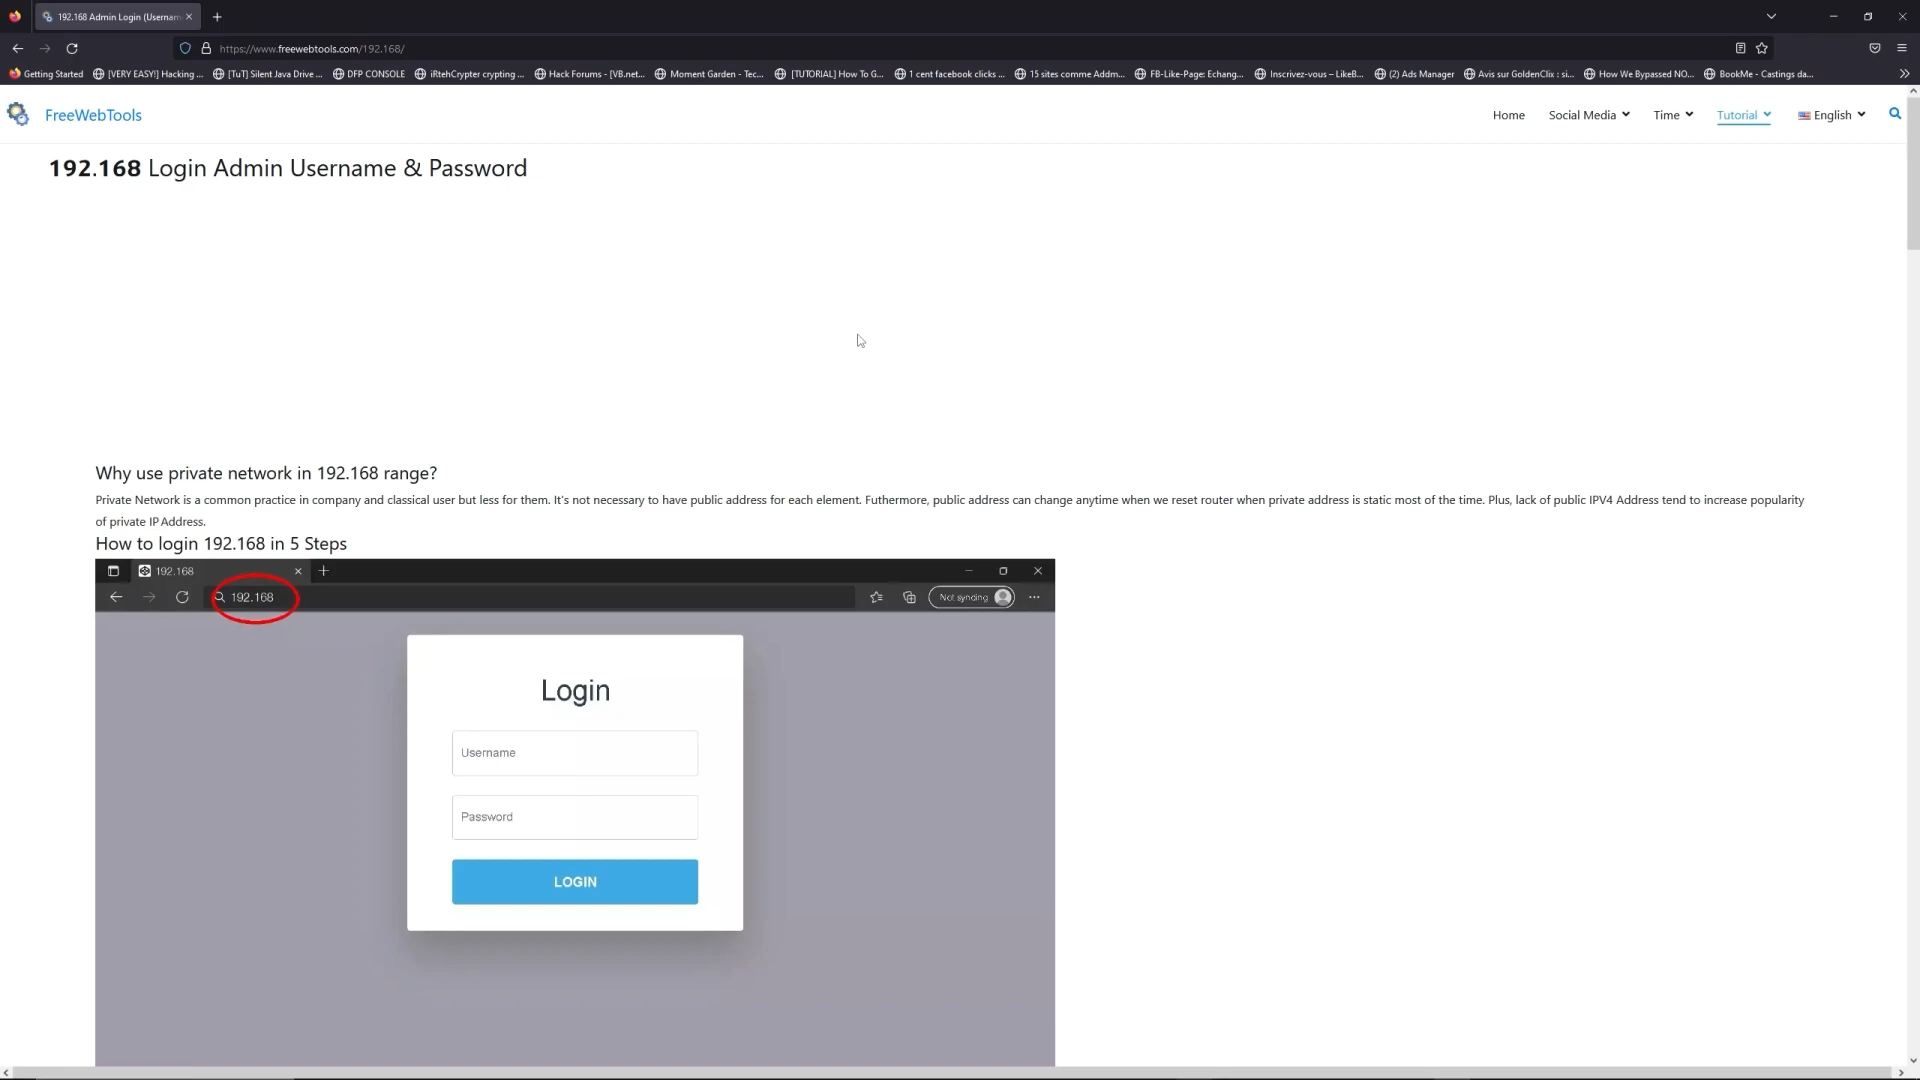 192.168 Admin Login (Usernam
https://www.freewebtools.com/192.168/
Getting Started
[VERY EASY!] Hacking ...
[TuT] Silent Java Drive ...
DFP CONSOLE
iRtehCrypter crypting ...
Hack Forums - [VB.net...
Moment Garden - Tec...
[TUTORIAL] How To G...
1 cent facebook clicks ...
15 sites comme Addm...
FB-Like-Page: Echang...
Inscrivez-vous – LikeB...
(2) Ads Manager
Avis sur GoldenClix : si...
How We Bypassed NO...
BookMe - Castings da...
FreeWebTools
Home
Social Media
Time
Tutorial
English
192.168 Login Admin Username & Password
Why use private network in 192.168 range?
Private Network is a common practice in company and classical user but less for them. It's not necessary to have public address for each element. Futhermore, public address can change anytime when we reset router when private address is static most of the time. Plus, lack of public IPV4 Address tend to increase popularity
of private IP Address.
How to login 192.168 in 5 Steps
192.168
192.168
Not syncing
Login
Username
Password
LOGIN